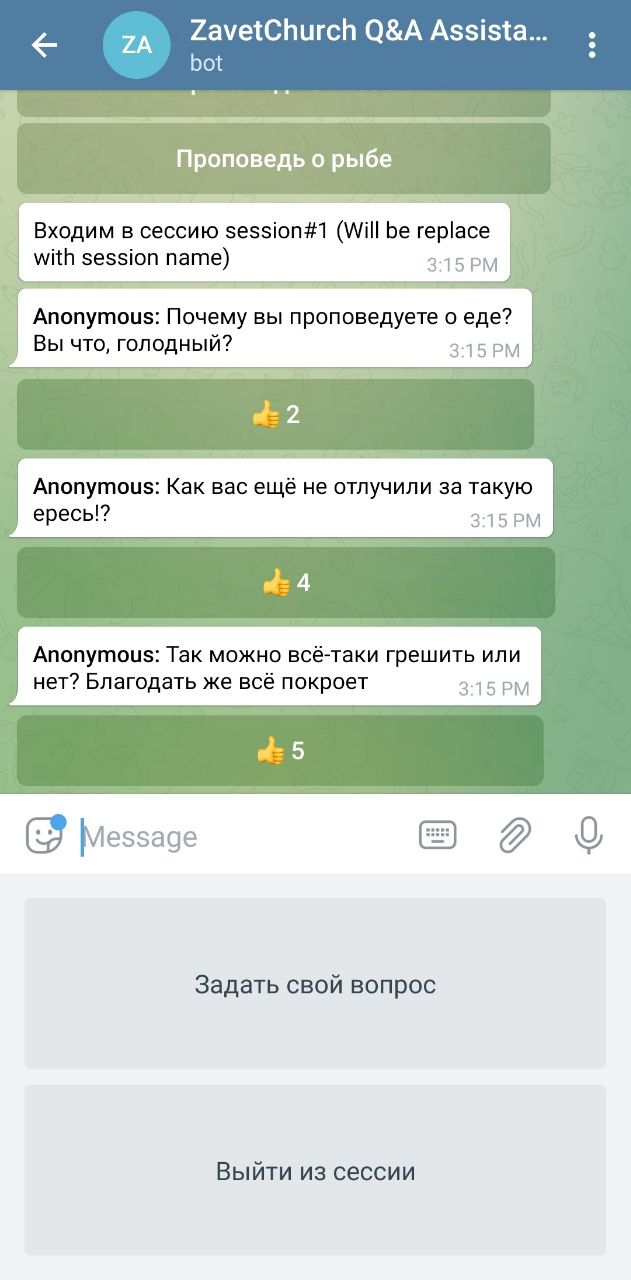 ZA
ZavetChurch Q&A Assista...
bot
Проповедь о рыбе
Входим в сессию session#1 (Will be replace
with session name)
3:15 PM
Anonymous: Почему вы проповедуете о еде?
Вы что, голодный?
3:15 PM
👍 2
Anonymous: Как вас ещё не отлучили за такую
ересь!?
3:15 PM
👍 4
Anonymous: Так можно всё-таки грешить или
нет? Благодать же всё покроет
3:15 PM
👍 5
Message
Задать свой вопрос
Выйти из сессии